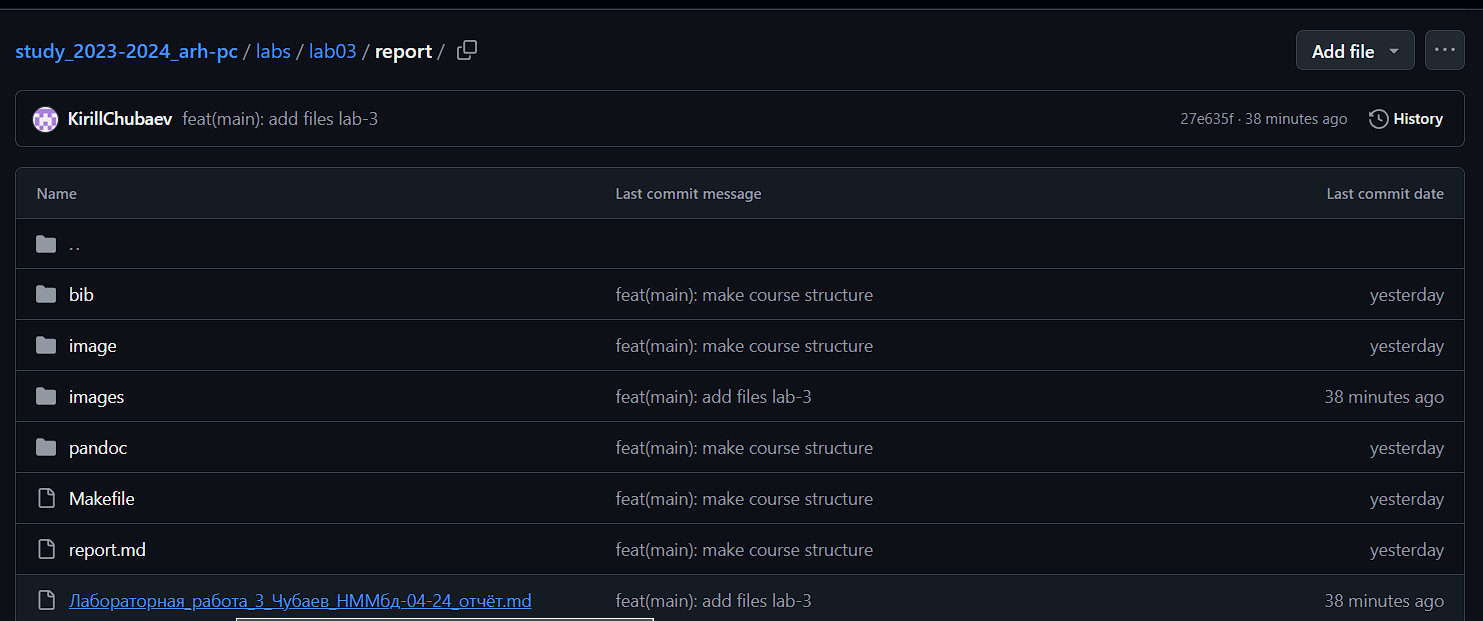 study_2023-2024_arh-pc / labs / lab03 / report /
Add file
KirillChubaev feat(main): add files lab-3
27e635f · 38 minutes ago
History
Name Last commit message Last commit date
..
bib feat(main): make course structure yesterday
image feat(main): make course structure yesterday
images feat(main): add files lab-3 38 minutes ago
pandoc feat(main): make course structure yesterday
Makefile feat(main): make course structure yesterday
report.md feat(main): make course structure yesterday
Лабораторная_работа_3_Чубаев_НММбд-04-24_отчёт.md feat(main): add files lab-3 38 minutes ago